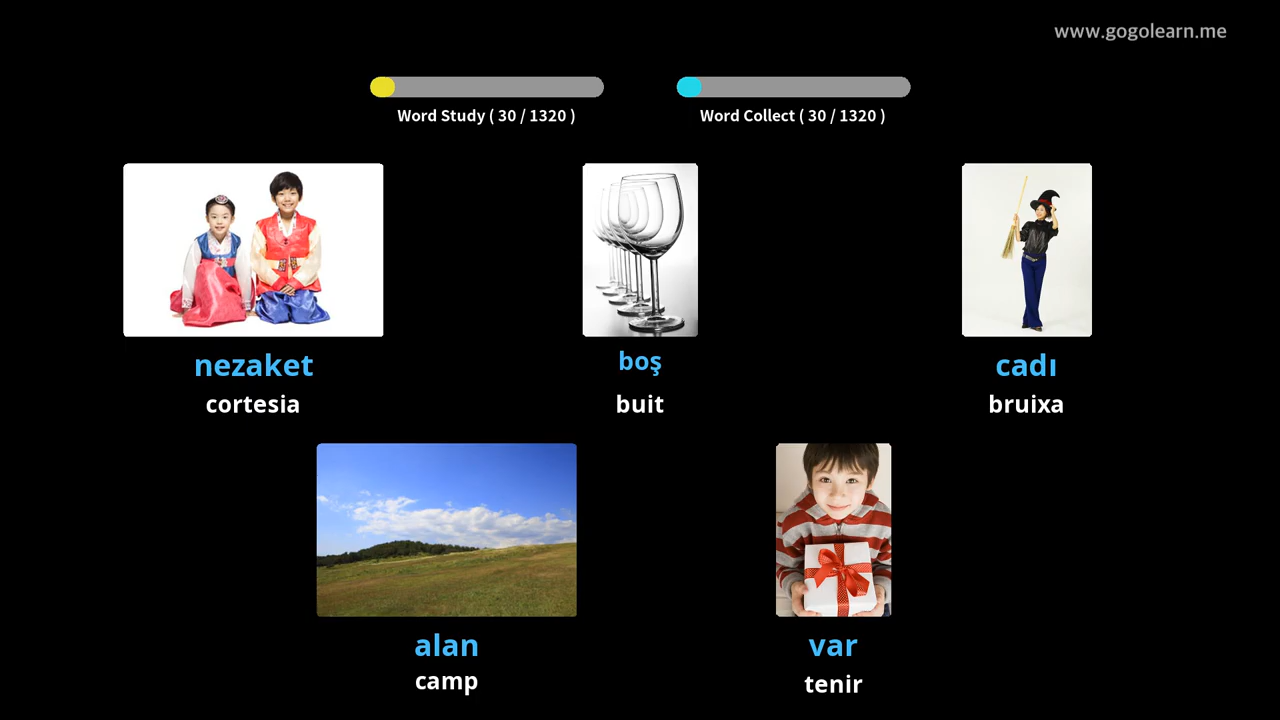 www.gogolearn.me
Word Study ( 30 / 1320 )
Word Collect ( 30 / 1320 )
nezaket
cortesia
boş
buit
cadı
bruixa
alan
camp
var
tenir